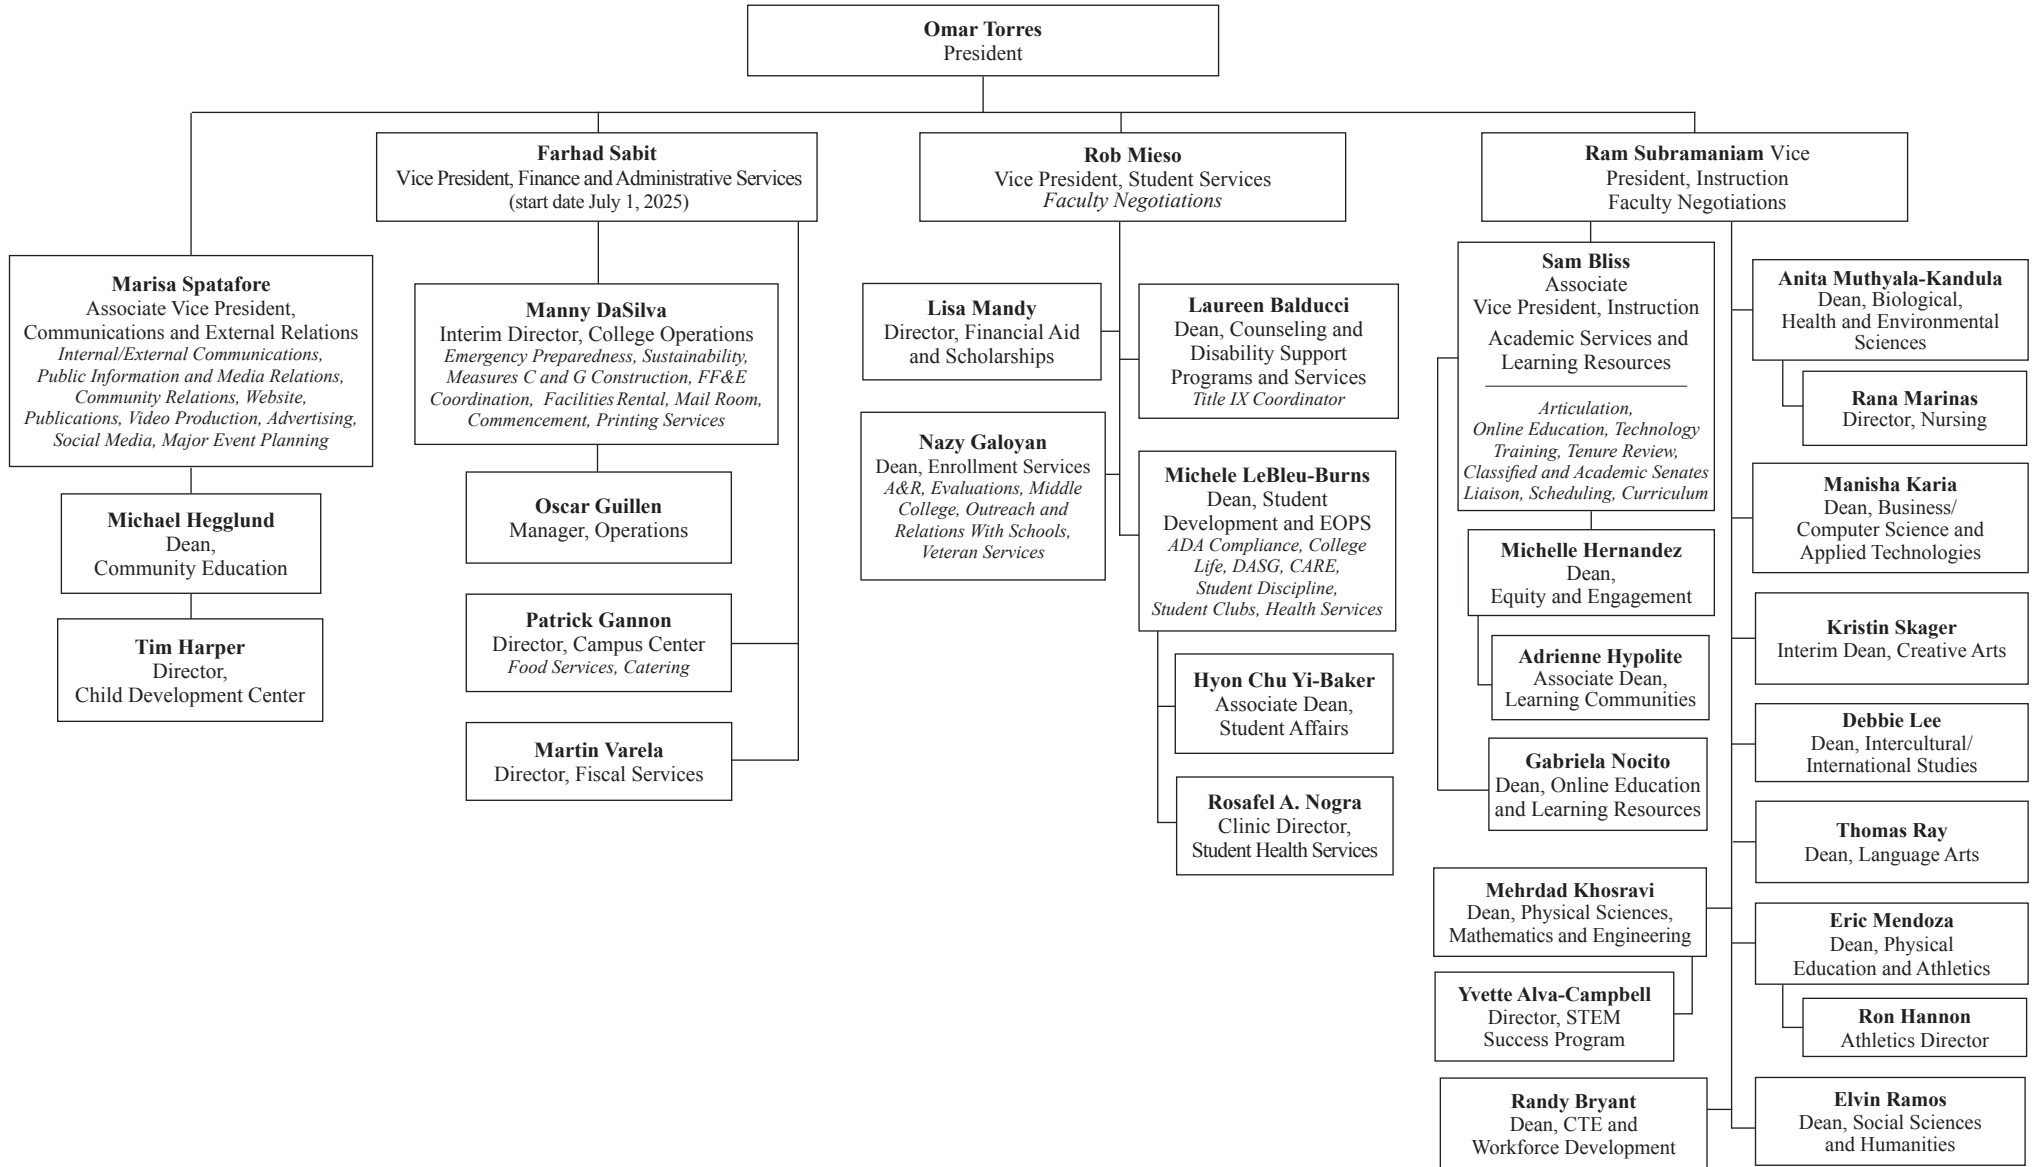 Omar Torres
President
Farhad Sabit
Vice President, Finance and Administrative Services
(start date July 1, 2025)
Rob Mieso
Vice President, Student Services
Faculty Negotiations
Ram Subramaniam Vice
President, Instruction
Faculty Negotiations
Marisa Spatafore
Associate Vice President,
Communications and External Relations
Internal/External Communications,
Public Information and Media Relations,
Community Relations, Website,
Publications, Video Production, Advertising,
Social Media, Major Event Planning
Michael Hegglund
Dean,
Community Education
Tim Harper
Director,
Child Development Center
Manny DaSilva
Interim Director, College Operations
Emergency Preparedness, Sustainability,
Measures C and G Construction, FF&E
Coordination, Facilities Rental, Mail Room,
Commencement, Printing Services
Oscar Guillen
Manager, Operations
Patrick Gannon
Director, Campus Center
Food Services, Catering
Martin Varela
Director, Fiscal Services
Lisa Mandy
Director, Financial Aid
and Scholarships
Nazy Galoyan
Dean, Enrollment Services
A&R, Evaluations, Middle
College, Outreach and
Relations With Schools,
Veteran Services
Laureen Balducci
Dean, Counseling and
Disability Support
Programs and Services
Title IX Coordinator
Michele LeBleu-Burns
Dean, Student
Development and EOPS
ADA Compliance, College
Life, DASG, CARE,
Student Discipline,
Student Clubs, Health Services
Hyon Chu Yi-Baker
Associate Dean,
Student Affairs
Rosafel A. Nogra
Clinic Director,
Student Health Services
Sam Bliss
Associate
Vice President, Instruction
Academic Services and
Learning Resources
Articulation,
Online Education, Technology
Training, Tenure Review,
Classified and Academic Senates
Liaison, Scheduling, Curriculum
Michelle Hernandez
Dean,
Equity and Engagement
Adrienne Hypolite
Associate Dean,
Learning Communities
Gabriela Nocito
Dean, Online Education
and Learning Resources
Mehrdad Khosravi
Dean, Physical Sciences,
Mathematics and Engineering
Yvette Alva-Campbell
Director, STEM
Success Program
Randy Bryant
Dean, CTE and
Workforce Development
Anita Muthyala-Kandula
Dean, Biological,
Health and Environmental
Sciences
Rana Marinas
Director, Nursing
Manisha Karia
Dean, Business/
Computer Science and
Applied Technologies
Kristin Skager
Interim Dean, Creative Arts
Debbie Lee
Dean, Intercultural/
International Studies
Thomas Ray
Dean, Language Arts
Eric Mendoza
Dean, Physical
Education and Athletics
Ron Hannon
Athletics Director
Elvin Ramos
Dean, Social Sciences
and Humanities